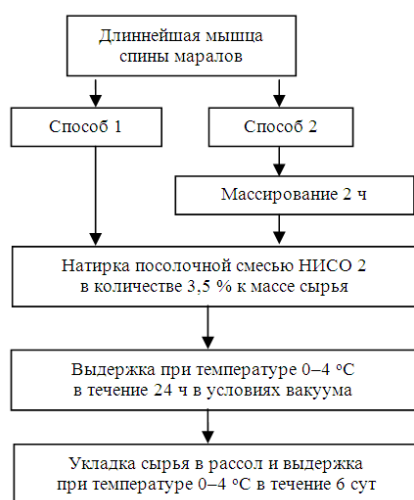 Длиннейшая мышца
спины маралов
Способ 1
Способ 2
Массирование 2 ч
Натирка посолочной смесью НИСО 2
в количестве 3,5 % к массе сырья
Выдержка при температуре 0–4 °С
в течение 24 ч в условиях вакуума
Укладка сырья в рассол и выдержка
при температуре 0–4 °С в течение 6 сут